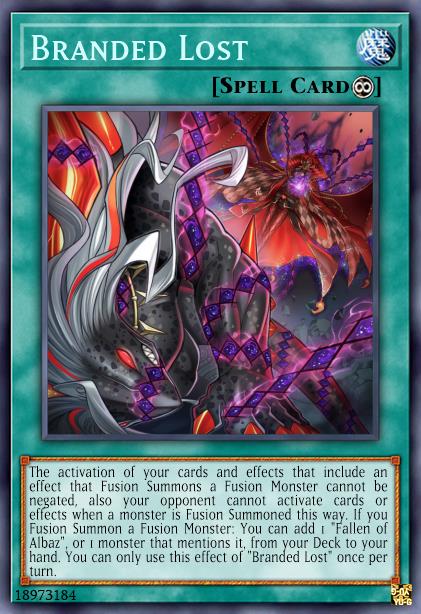 Branded Lost
[Spell Card♾]
The activation of your cards and effects that include an
effect that Fusion Summons a Fusion Monster cannot be
negated, also your opponent cannot activate cards or
effects when a monster is Fusion Summoned this way. If you
Fusion Summon a Fusion Monster: You can add 1 "Fallen of
Albaz", or 1 monster that mentions it, from your Deck to your
hand. You can only use this effect of "Branded Lost" once per
turn.
18973184